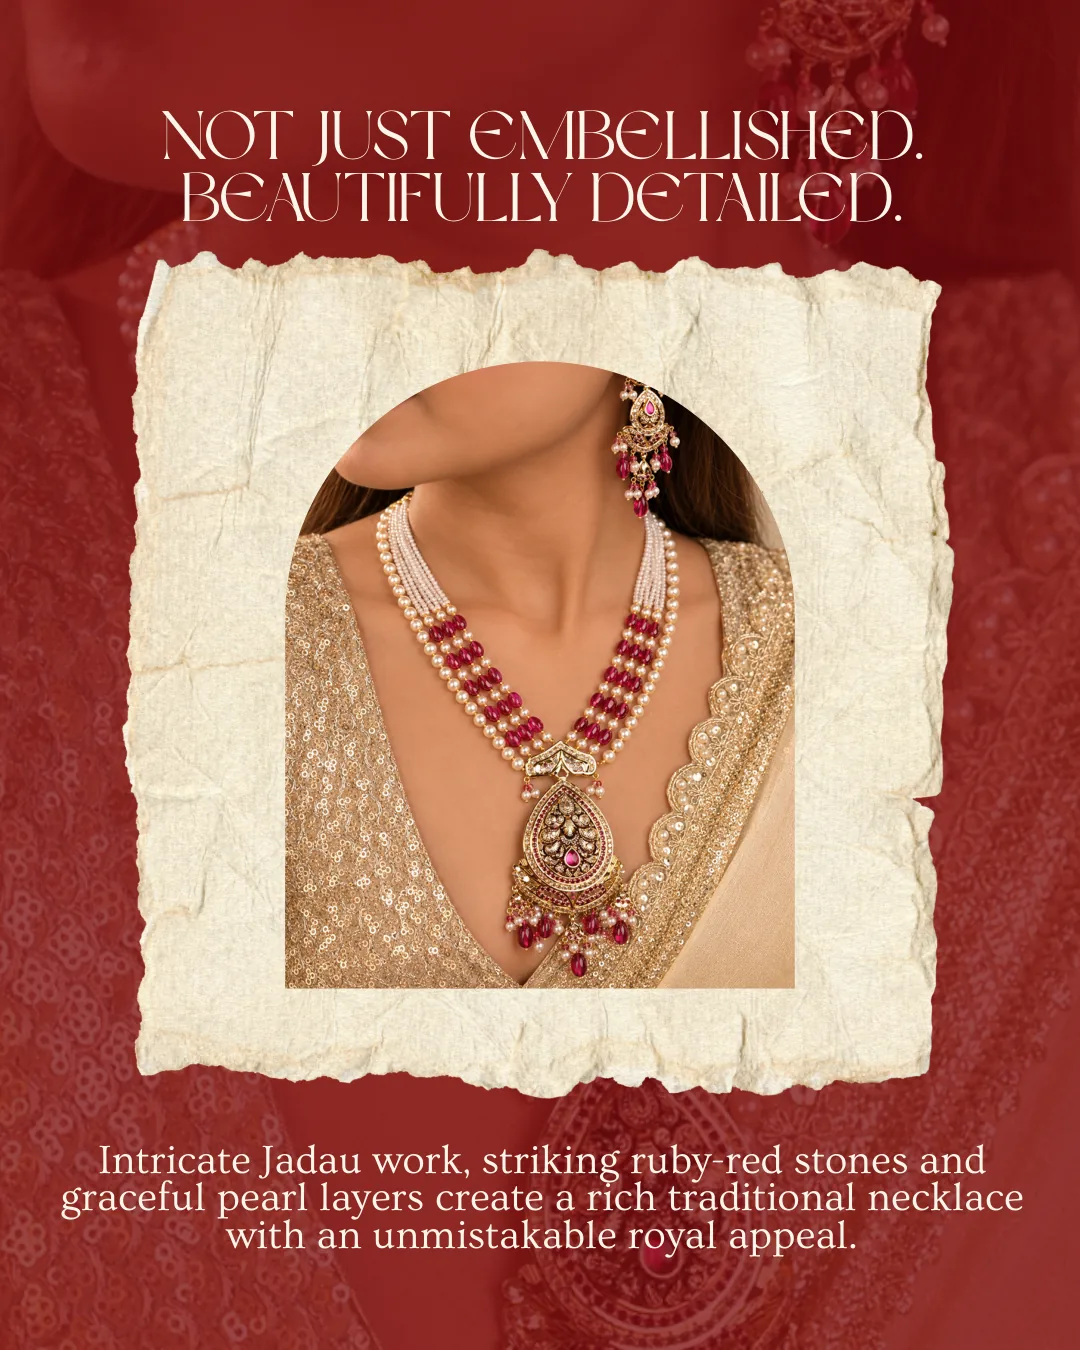 NOT JUST EMBELLISHED.
BEAUTIFULLY DETAILED.
Intricate Jadau work, striking ruby-red stones and
graceful pearl layers create a rich traditional necklace
with an unmistakable royal appeal.